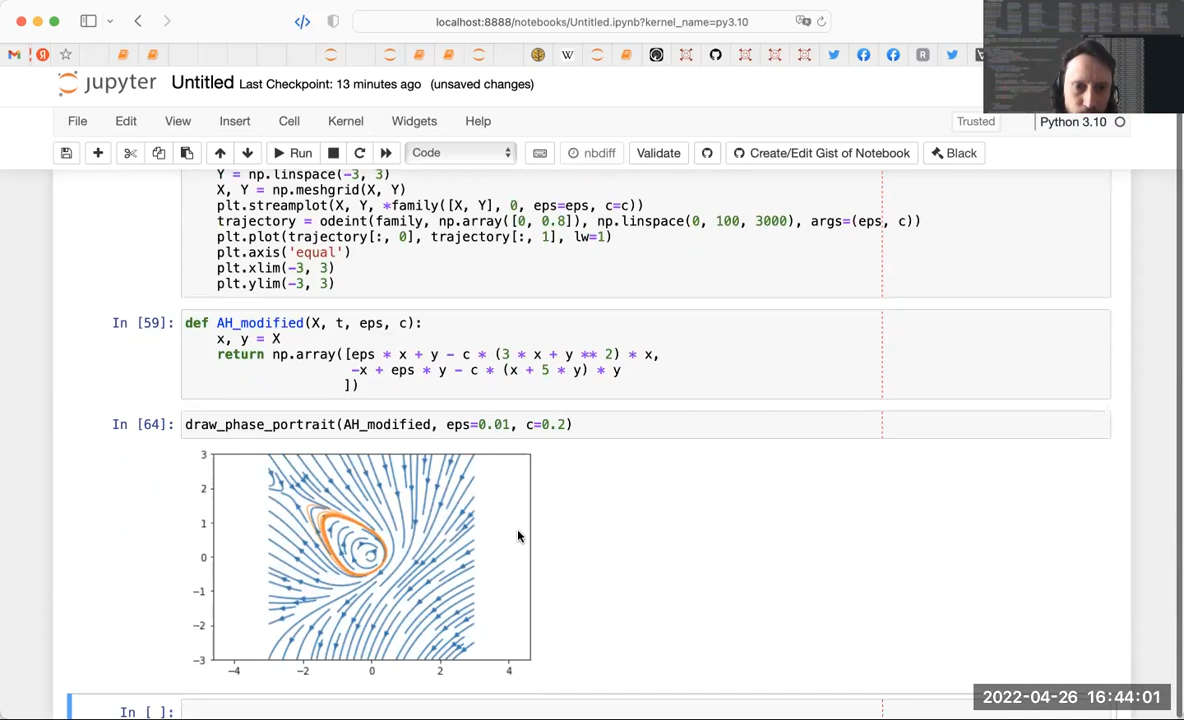 localhost:8888/notebooks/Untitled.ipynb?kernel_name=py3.10
jupyter Untitled Last Checkpoint: 13 minutes ago (unsaved changes)
File Edit View Insert Cell Kernel Widgets Help Trusted Python 3.10
Run Code nbdiff Validate Create/Edit Gist of Notebook Black
Y = np.linspace(-3, 3)
X, Y = np.meshgrid(X, Y)
plt.streamplot(X, Y, *family([X, Y], 0, eps=eps, c=c))
trajectory = odeint(family, np.array([0, 0.8]), np.linspace(0, 100, 3000), args=(eps, c))
plt.plot(trajectory[:, 0], trajectory[:, 1], lw=1)
plt.axis('equal')
plt.xlim(-3, 3)
plt.ylim(-3, 3)
In [59]: def AH_modified(X, t, eps, c):
x, y = X
return np.array([eps * x + y - c * (3 * x + y ** 2) * x,
-x + eps * y - c * (x + 5 * y) * y
])
In [64]: draw_phase_portrait(AH_modified, eps=0.01, c=0.2)
3
2
1
0
−1
−2
−3
−4 −2 0 2 4
In [ ]:
2022-04-26 16:44:01